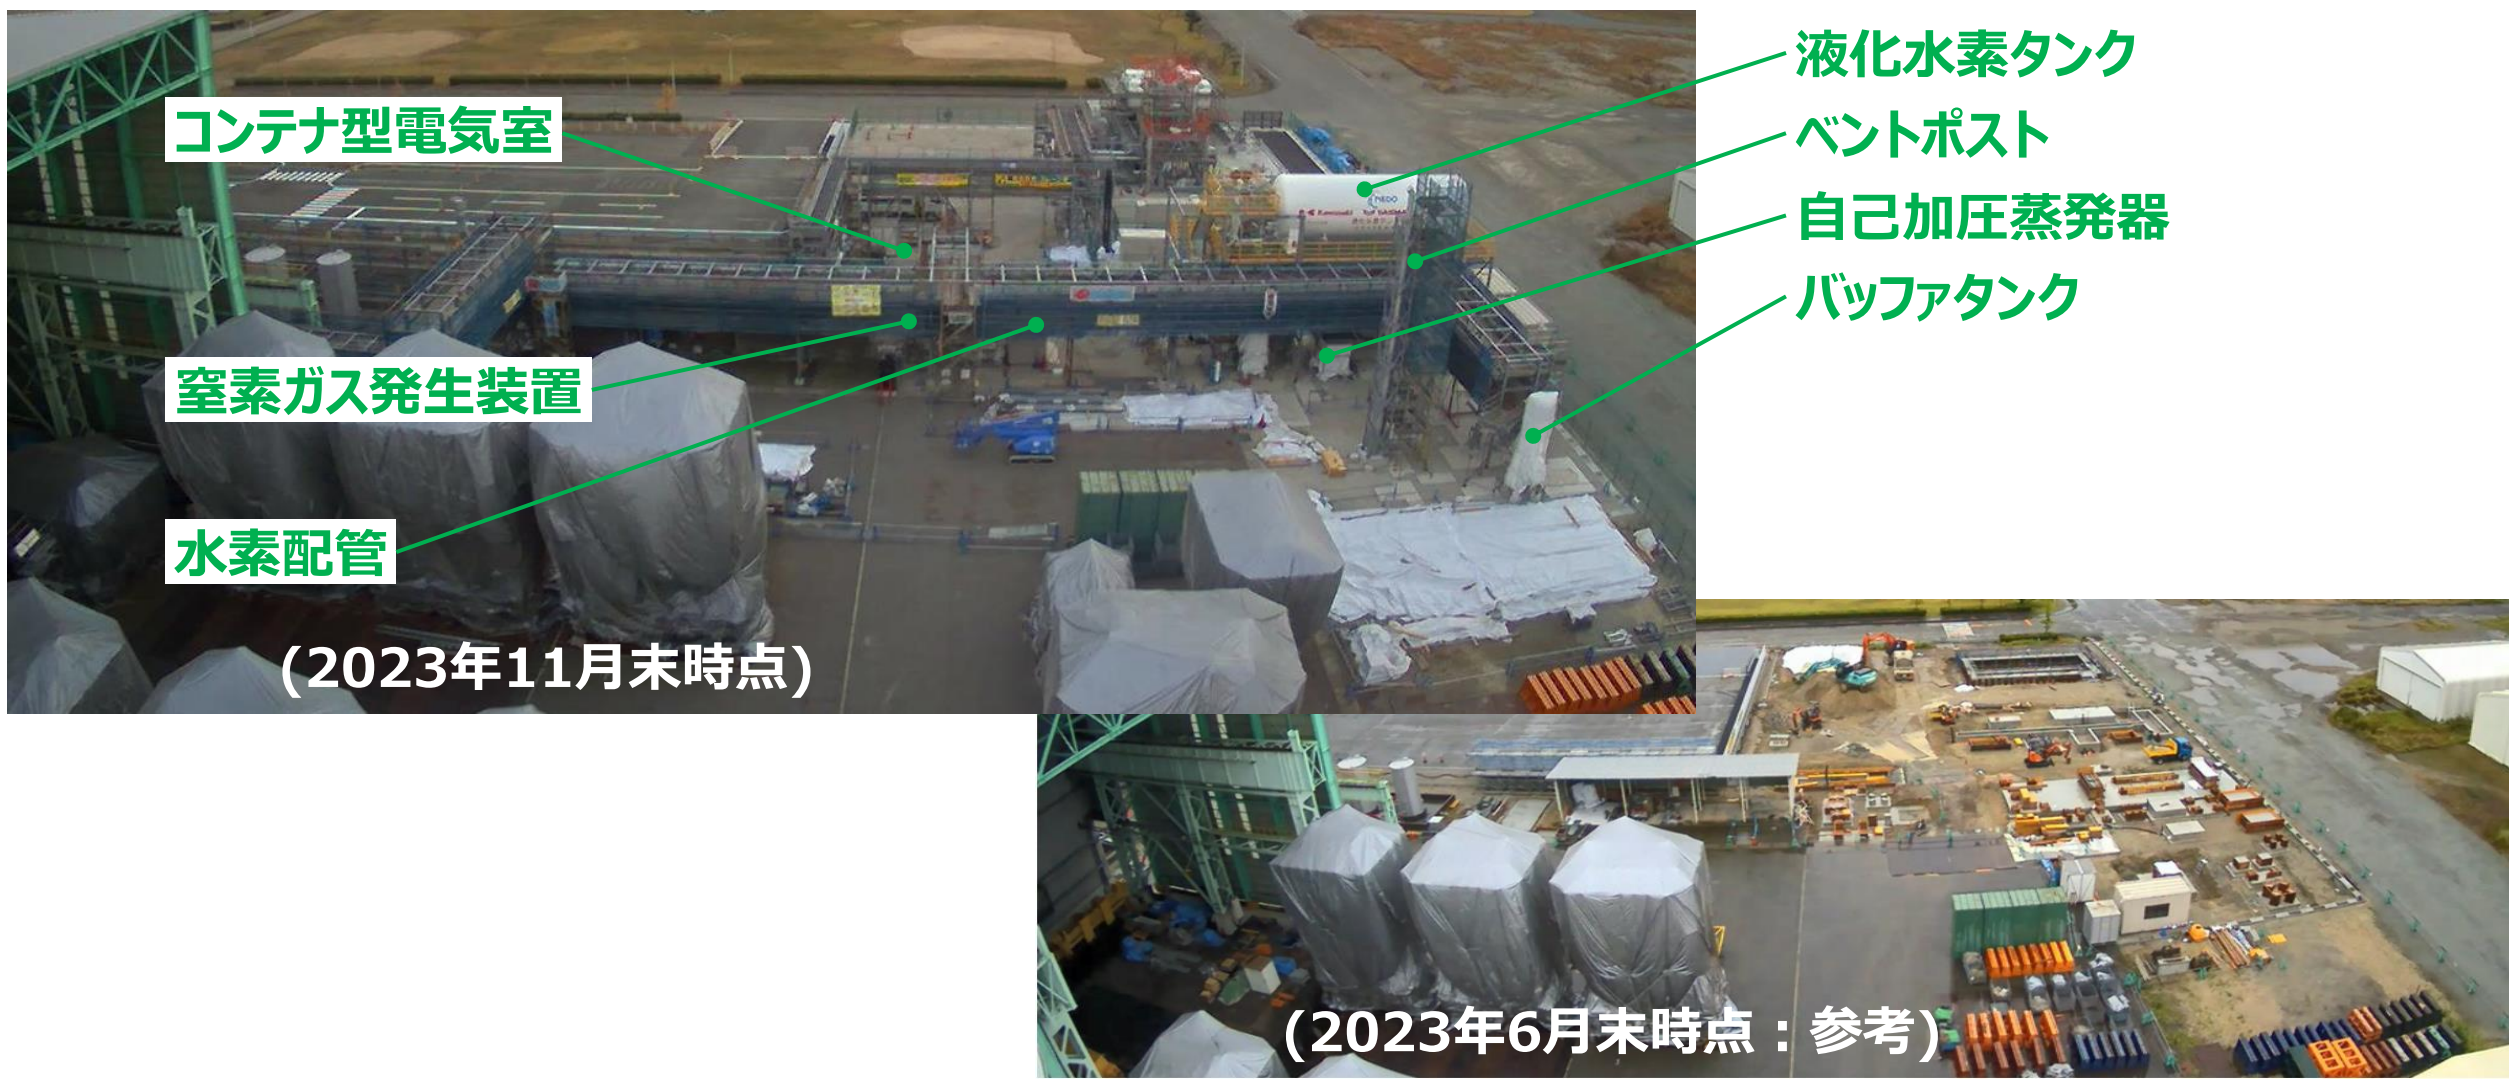 コンテナ型電気室
窒素ガス発生装置
水素配管
液化水素タンク
ベントポスト
自己加圧蒸発器
バッファタンク
NEDO
Kawasaki
(2023年11月末時点)
(2023年6月末時点：参考)